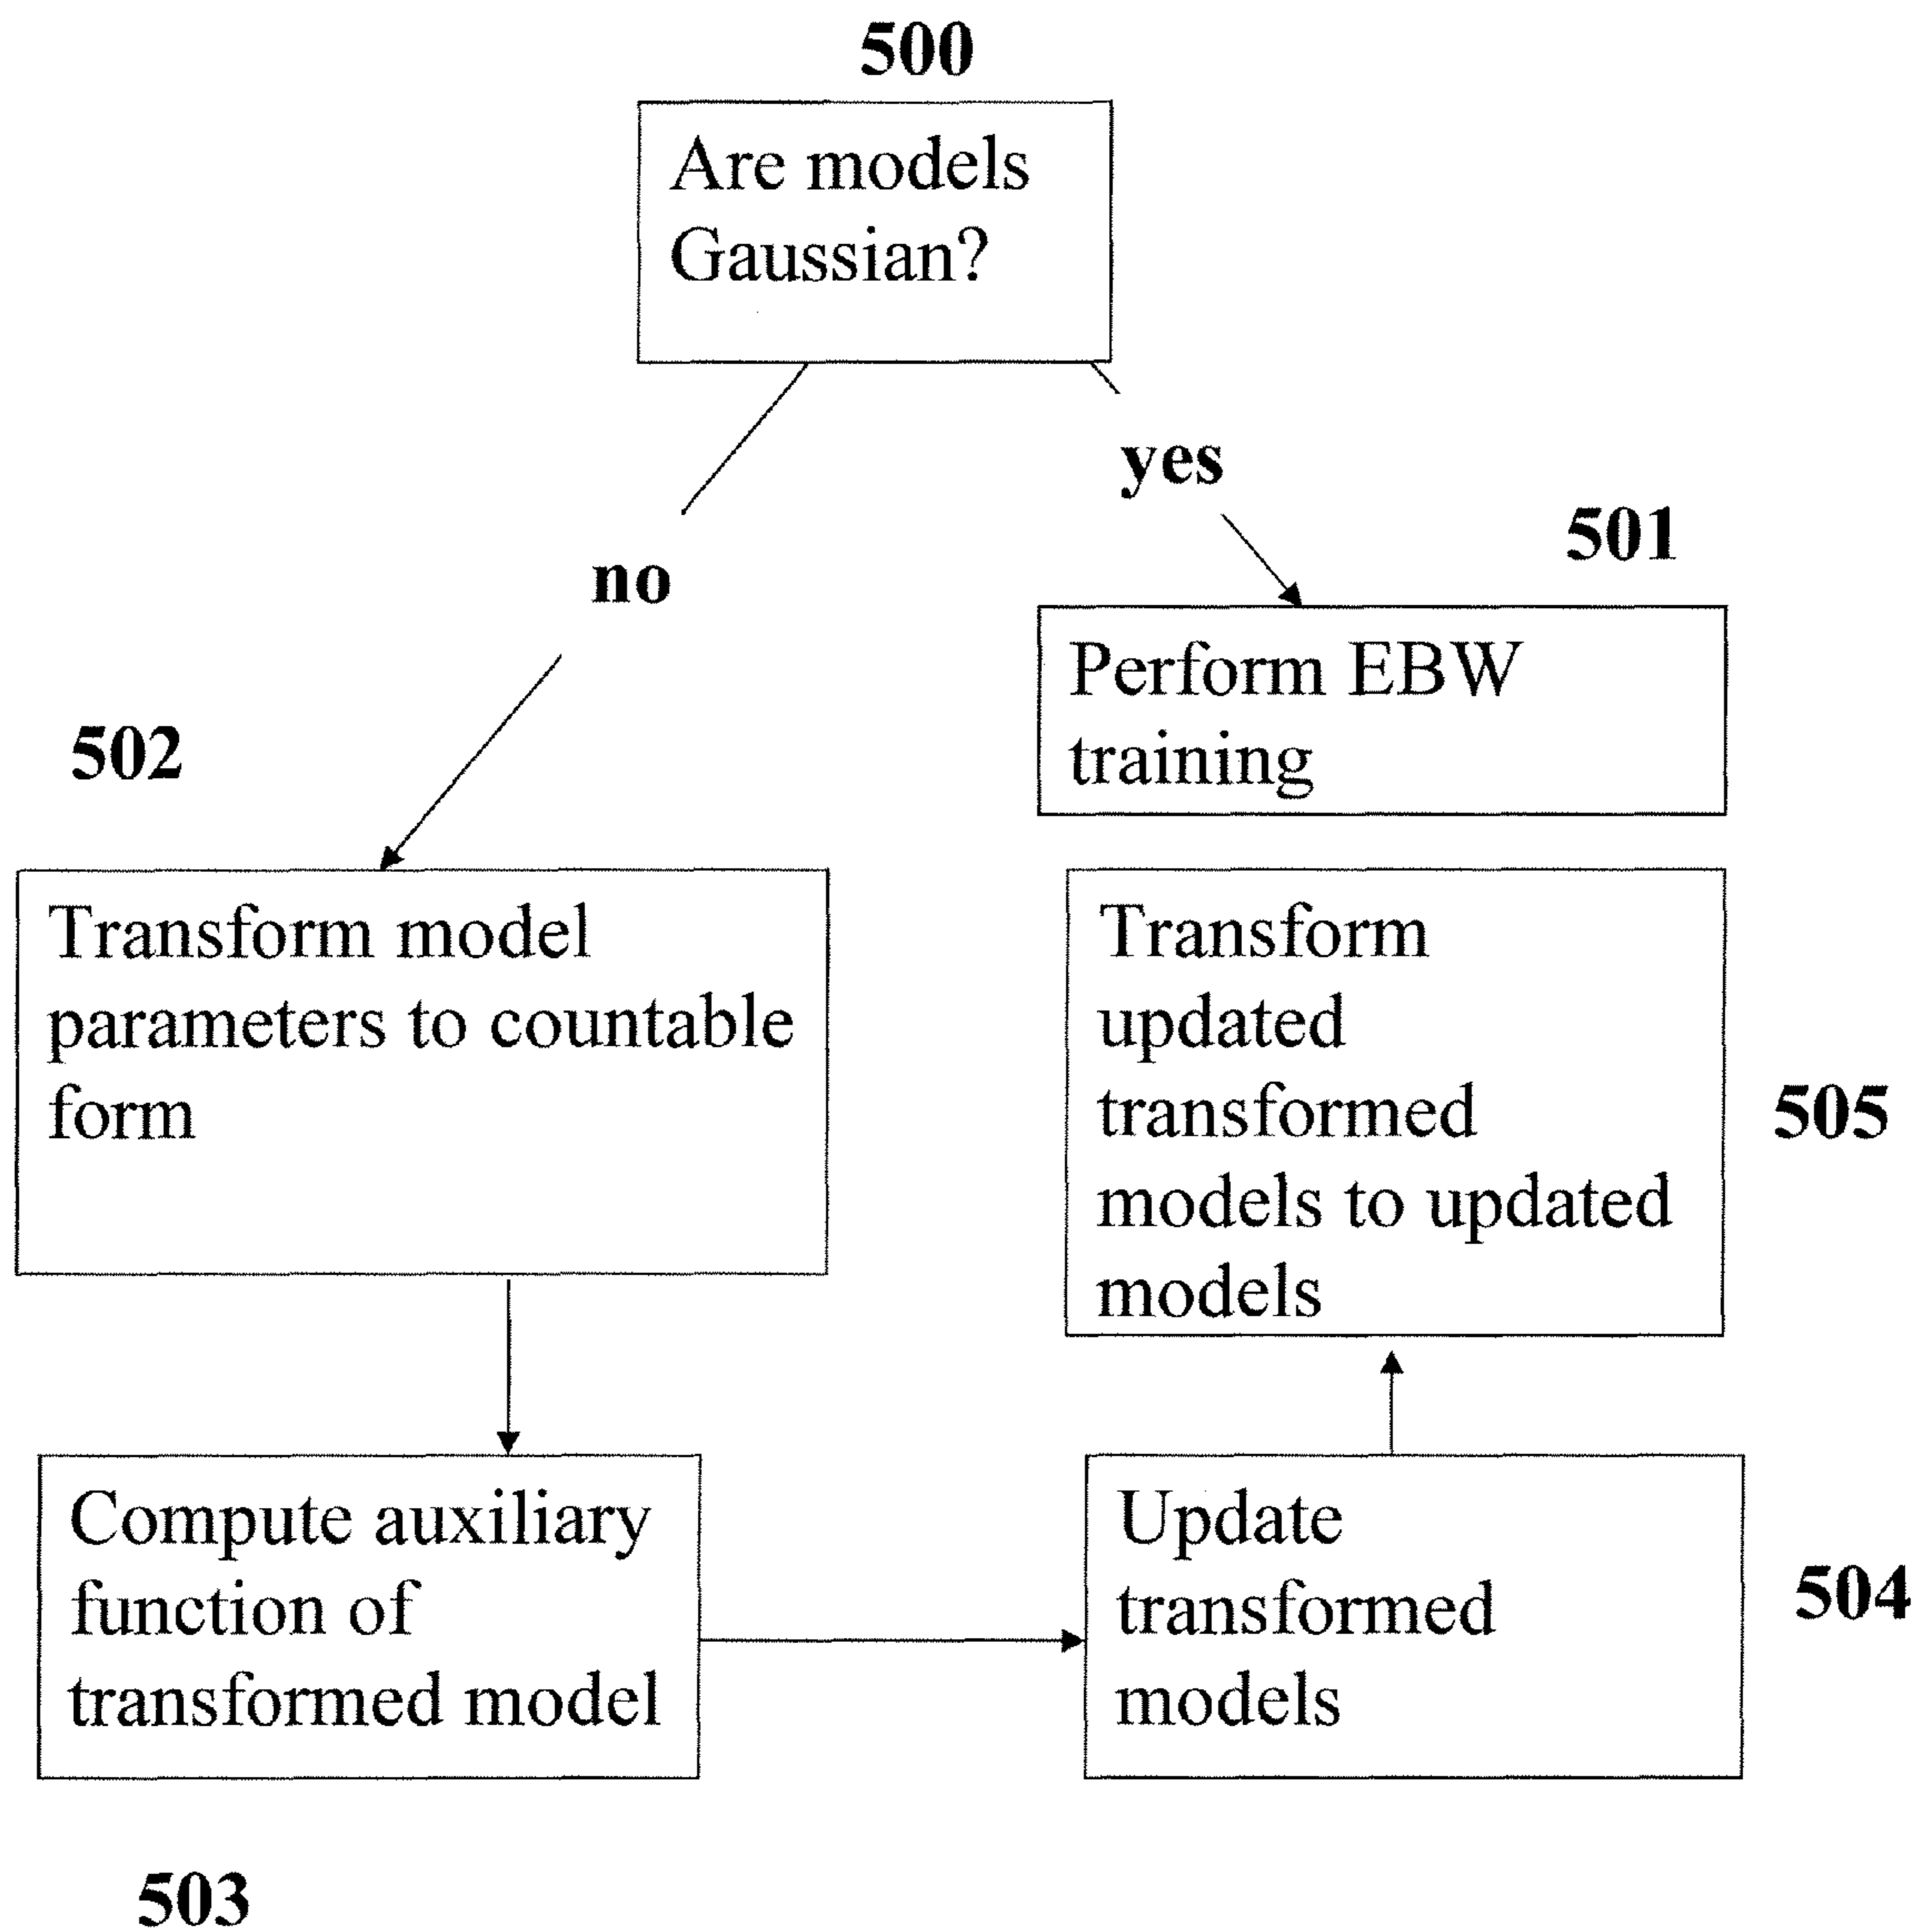 500
Are models
Gaussian?
yes
501
no
Perform EBW
training
502
Transform model
parameters to countable
form
Transform
updated
transformed
models to updated
models
505
Compute auxiliary
function of
transformed model
503
Update
transformed
models
504